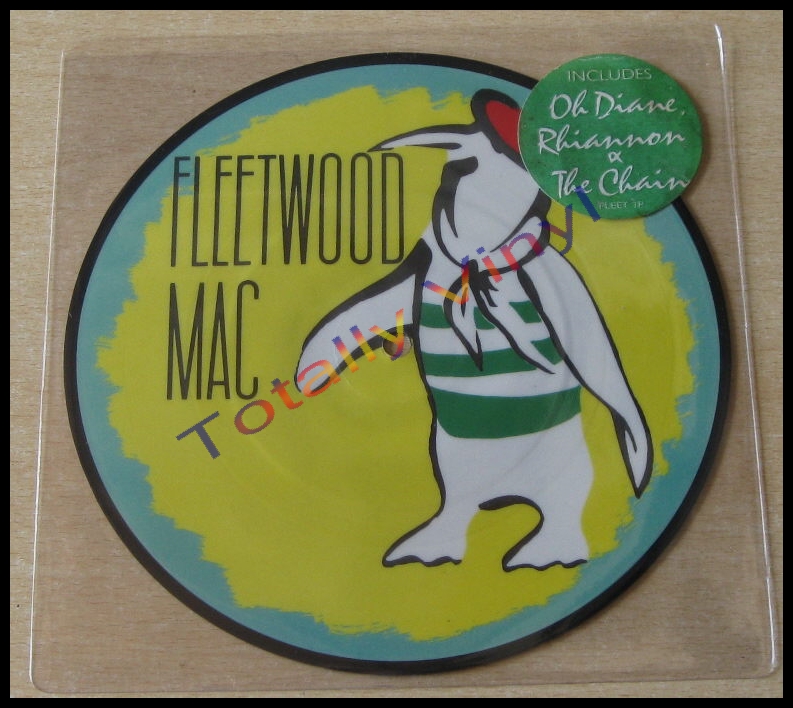 FLEETWOOD
MAC
INCLUDES
Oh Diane,
Rhiannon
&
The Chain
Totally Vinyl